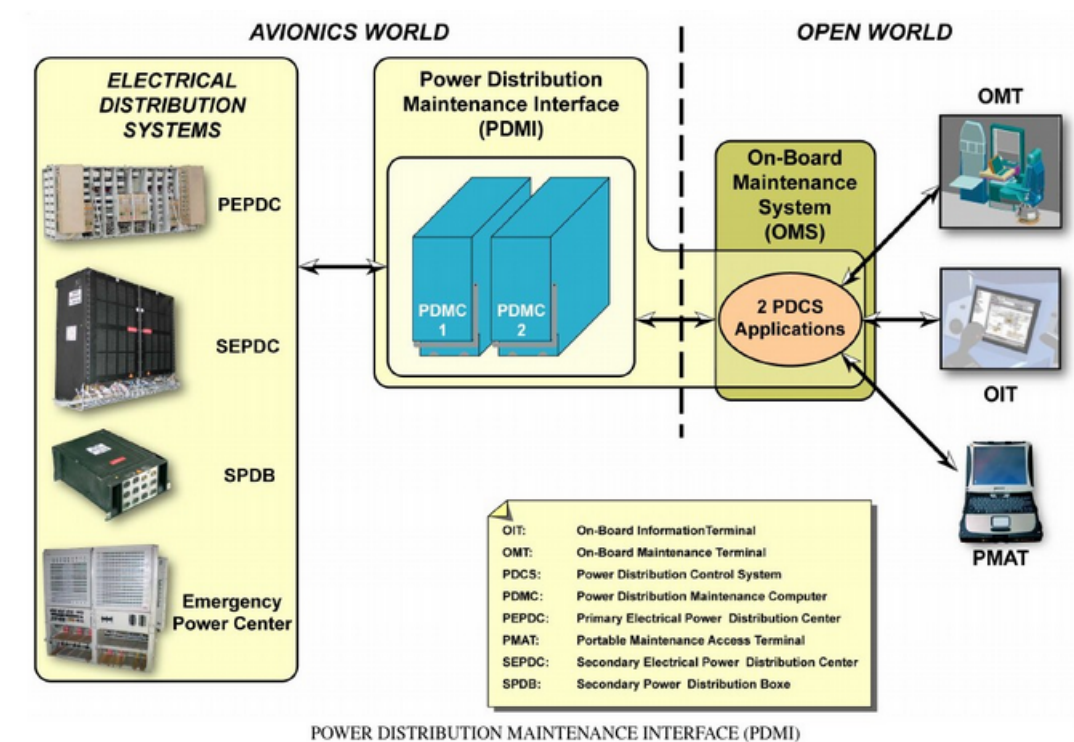 AVIONICS WORLD
OPEN WORLD
ELECTRICAL
DISTRIBUTION
SYSTEMS
PEPDC
SEPDC
SPDB
Emergency
Power Center
Power Distribution
Maintenance Interface
(PDMI)
PDMC
1
PDMC
2
On-Board
Maintenance
System
(OMS)
2 PDCS
Applications
OMT
OIT
PMAT
OIT: On-Board InformationTerminal
OMT: On-Board Maintenance Terminal
PDCS: Power Distribution Control System
PDMC: Power Distribution Maintenance Computer
PEPDC: Primary Electrical Power Distribution Center
PMAT: Portable Maintenance Access Terminal
SEPDC: Secondary Electrical Power Distribution Center
SPDB: Secondary Power Distribution Boxe
POWER DISTRIBUTION MAINTENANCE INTERFACE (PDMI)